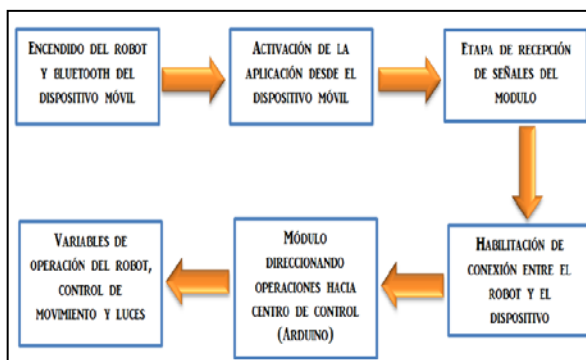 ENCENDIDO DEL ROBOT
Y BLUETOOTH DEL
DISPOSITIVO MÓVIL
ACTIVACIÓN DE LA
APLICACIÓN DESDE EL
DISPOSITIVO MÓVIL
ETAPA DE RECEPCIÓN
DE SEÑALES DEL
MODULO
HABILITACIÓN DE
CONEXIÓN ENTRE EL
ROBOT Y EL
DISPOSITIVO
MÓDULO
DIRECCIONANDO
OPERACIONES HACIA
CENTRO DE CONTROL
(ARDUINO)
VARIABLES DE
OPERACIÓN DEL ROBOT,
CONTROL DE
MOVIMIENTO Y LUCES